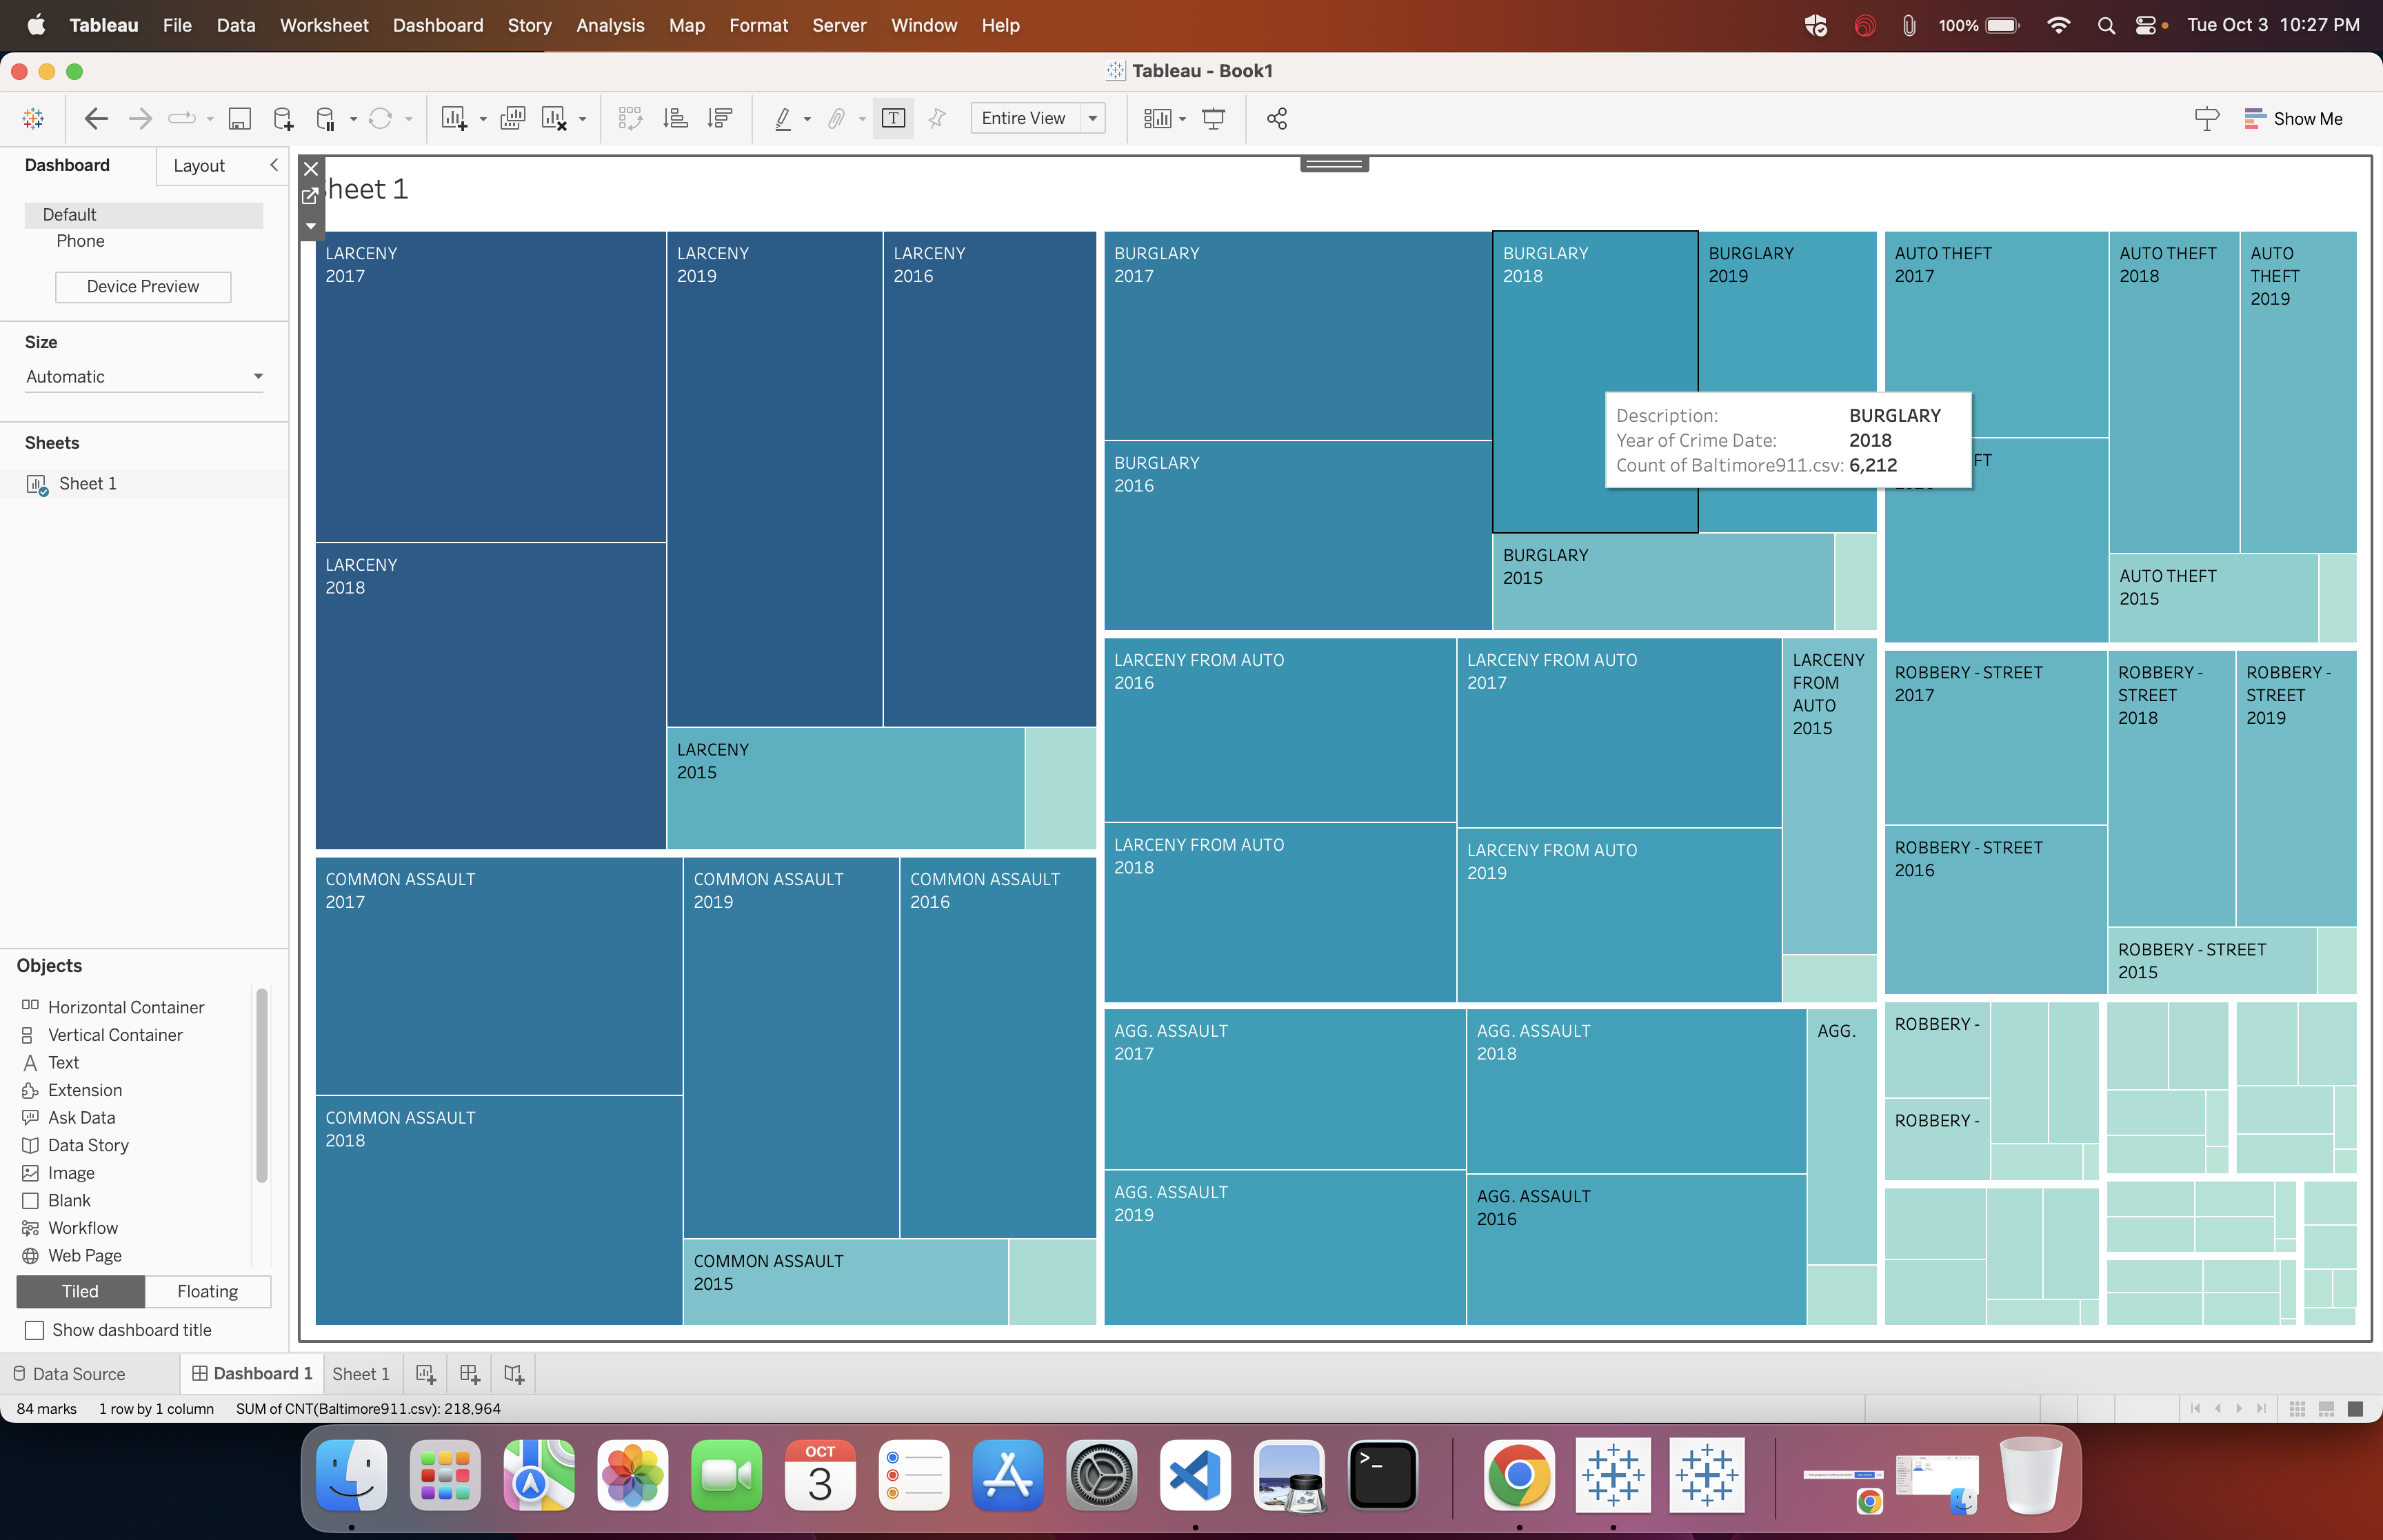 Tableau File Data Worksheet Dashboard Story Analysis Map Format Server Window Help
100% Tue Oct 3 10:27 PM
Tableau - Book1
Entire View
Show Me
Dashboard Layout
Default
Phone
Device Preview
Size
Automatic
Sheets
Sheet 1
Objects
Horizontal Container
Vertical Container
Text
Extension
Ask Data
Data Story
Image
Blank
Workflow
Web Page
Tiled Floating
Show dashboard title
heet 1
LARCENY
2017
LARCENY
2019
LARCENY
2016
LARCENY
2018
LARCENY
2015
COMMON ASSAULT
2017
COMMON ASSAULT
2019
COMMON ASSAULT
2016
COMMON ASSAULT
2018
COMMON ASSAULT
2015
BURGLARY
2017
BURGLARY
2018
BURGLARY
2019
BURGLARY
2016
BURGLARY
2015
Description: BURGLARY
Year of Crime Date: 2018
Count of Baltimore911.csv: 6,212
LARCENY FROM AUTO
2016
LARCENY FROM AUTO
2017
LARCENY
FROM
AUTO
2015
LARCENY FROM AUTO
2018
LARCENY FROM AUTO
2019
AGG. ASSAULT
2017
AGG. ASSAULT
2018
AGG.
AGG. ASSAULT
2019
AGG. ASSAULT
2016
AUTO THEFT
2017
AUTO THEFT
2018
AUTO
THEFT
2019
FT
AUTO THEFT
2015
ROBBERY - STREET
2017
ROBBERY -
STREET
2018
ROBBERY -
STREET
2019
ROBBERY - STREET
2016
ROBBERY - STREET
2015
ROBBERY -
ROBBERY -
Data Source Dashboard 1 Sheet 1
84 marks 1 row by 1 column SUM of CNT(Baltimore911.csv): 218,964
OCT
3